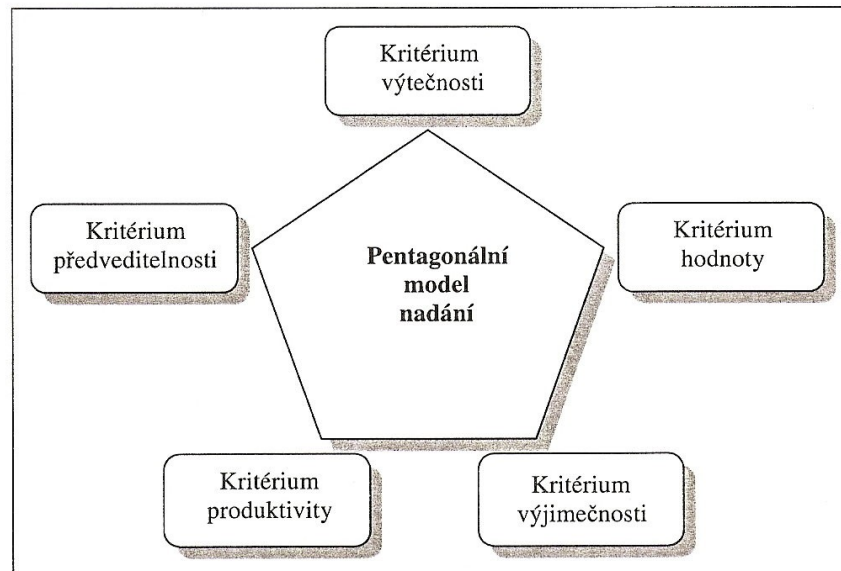 Kritérium
výtečnosti
Kritérium
předveditelnosti
Pentagonální
model
nadání
Kritérium
hodnoty
Kritérium
produktivity
Kritérium
výjimečnosti